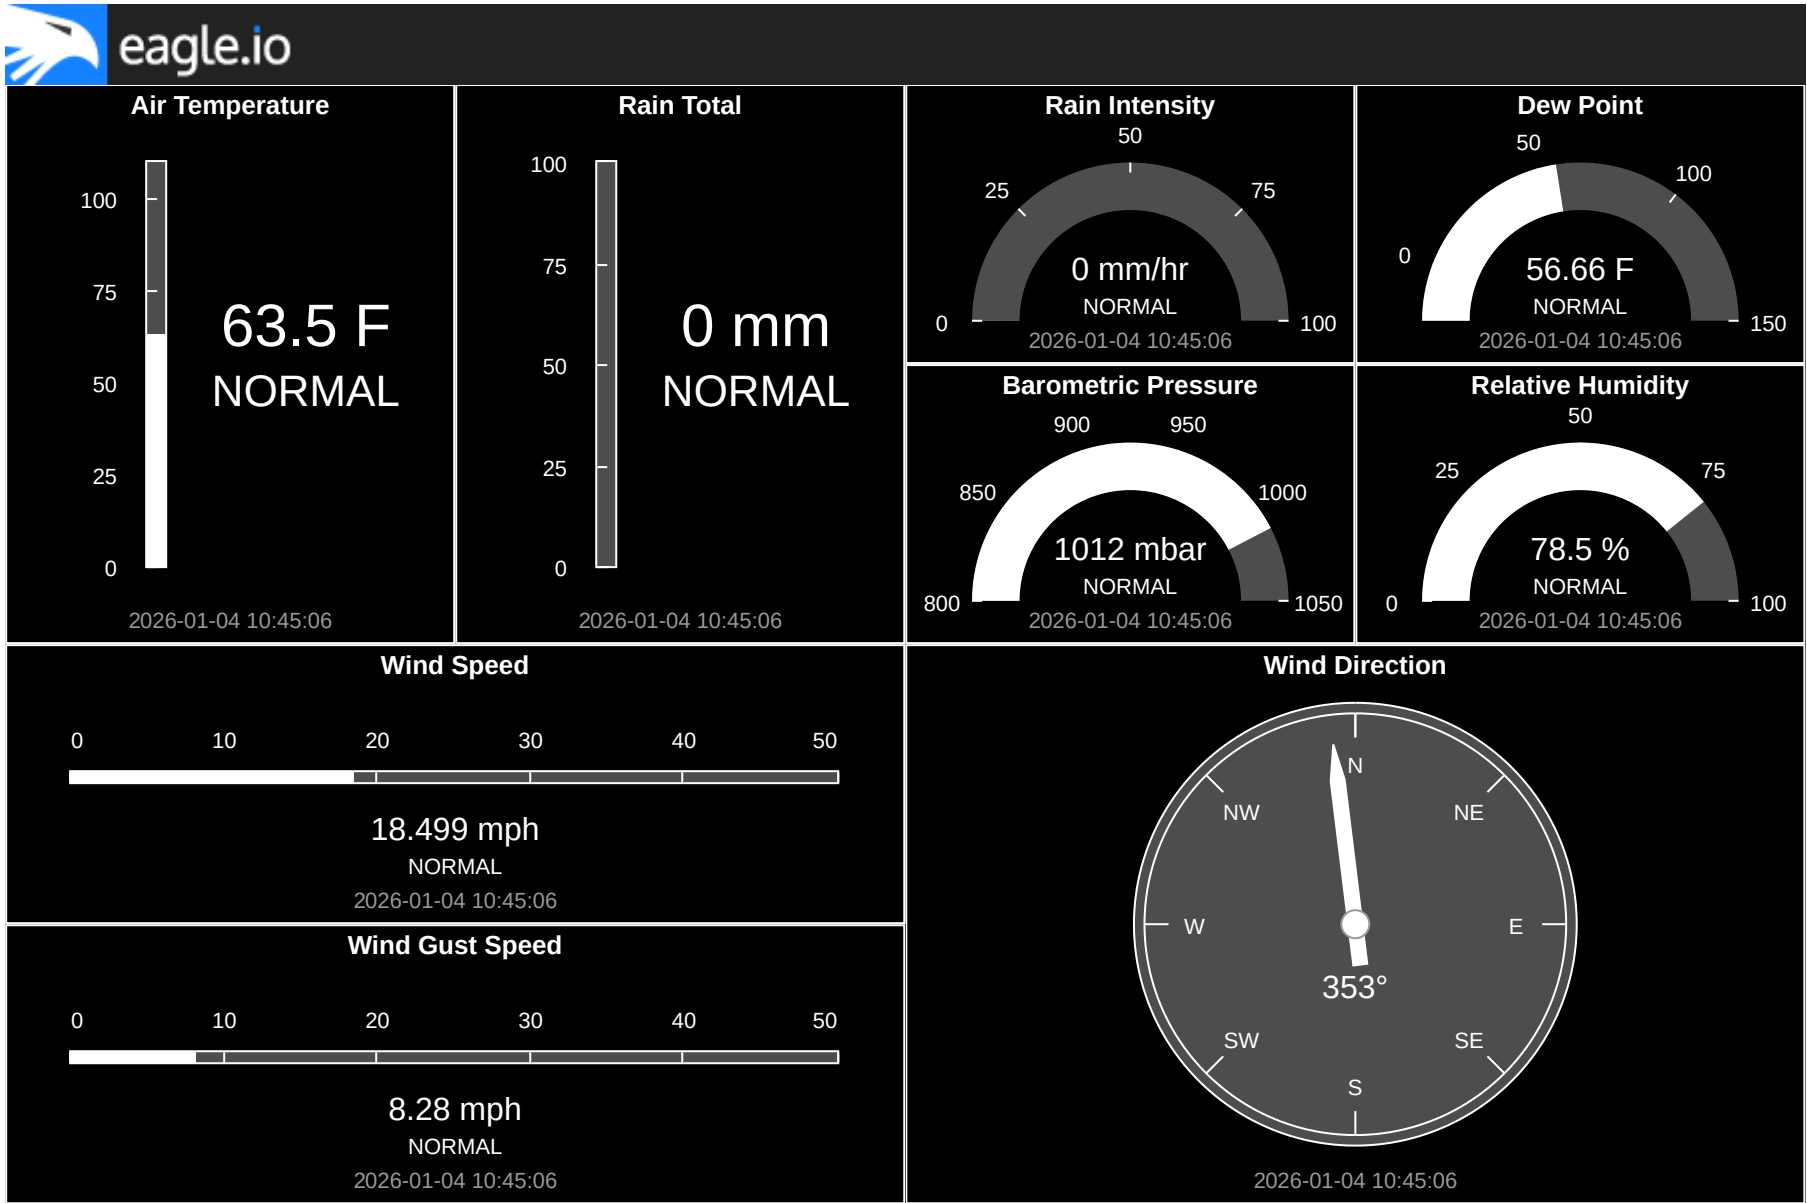 eagle.io
Air Temperature
100
75
50
25
0
63.5 F
NORMAL
2026-01-04 10:45:06
Rain Total
100
75
50
25
0
0 mm
NORMAL
2026-01-04 10:45:06
Rain Intensity
50
25
75
0
100
0 mm/hr
NORMAL
2026-01-04 10:45:06
Dew Point
50
100
0
150
56.66 F
NORMAL
2026-01-04 10:45:06
Barometric Pressure
900
950
850
1000
800
1050
1012 mbar
NORMAL
2026-01-04 10:45:06
Relative Humidity
50
25
75
0
100
78.5 %
NORMAL
2026-01-04 10:45:06
Wind Speed
0 10 20 30 40 50
18.499 mph
NORMAL
2026-01-04 10:45:06
Wind Gust Speed
0 10 20 30 40 50
8.28 mph
NORMAL
2026-01-04 10:45:06
Wind Direction
N
NW
NE
W
E
353°
SW
SE
S
2026-01-04 10:45:06